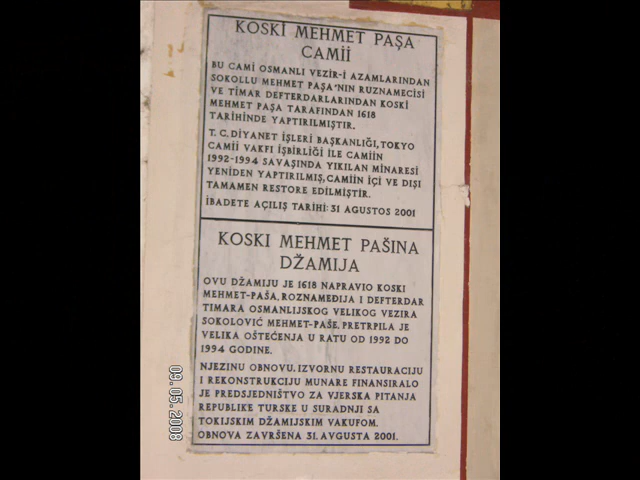 KOSKİ MEHMET PAŞA
CAMİİ
BU CAMİ OSMANLI VEZİR-İ AZAMLARINDAN
SOKOLLU MEHMET PAŞA'NIN RUZNAMECİSİ
VE TİMAR DEFTERDARLARINDAN KOSKİ
MEHMET PAŞA TARAFINDAN 1618
TARİHİNDE YAPTIRILMIŞTIR.
T.C. DİYANET İŞLERİ BAŞKANLIĞI, TOKYO
CAMİİ VAKFI İŞBİRLİĞİ İLE CAMİİN
1992-1994 SAVAŞINDA YIKILAN MİNARESİ
YENİDEN YAPTIRILMIŞ, CAMİİN İÇİ VE DIŞI
TAMAMEN RESTORE EDİLMİŞTİR.
İBADETE AÇILIŞ TARİHİ: 31 AGUSTOS 2001
KOSKI MEHMET PAŠINA
DŽAMIJA
OVU DŽAMIJU JE 1618 NAPRAVIO KOSKI
MEHMET-PAŠA, ROZNAMEDIJA I DEFTERDAR
TIMARA OSMANLIJSKOG VELIKOG VEZIRA
SOKOLOVIĆ MEHMET-PAŠE. PRETRPILA JE
VELIKA OŠTEĆENJA U RATU OD 1992 DO
1994 GODINE.
NJEZINU OBNOVU, IZVORNU RESTAURACIJU
I REKONSTRUKCIJU MUNARE FINANSIRALO
JE PREDSJEDNIŠTVO ZA VJERSKA PITANJA
REPUBLIKE TURSKE U SURADNJI SA
TOKIJSKIM DŽAMIJSKIM VAKUFOM.
OBNOVA ZAVRŠENA 31. AVGUSTA 2001.
09.05.2008